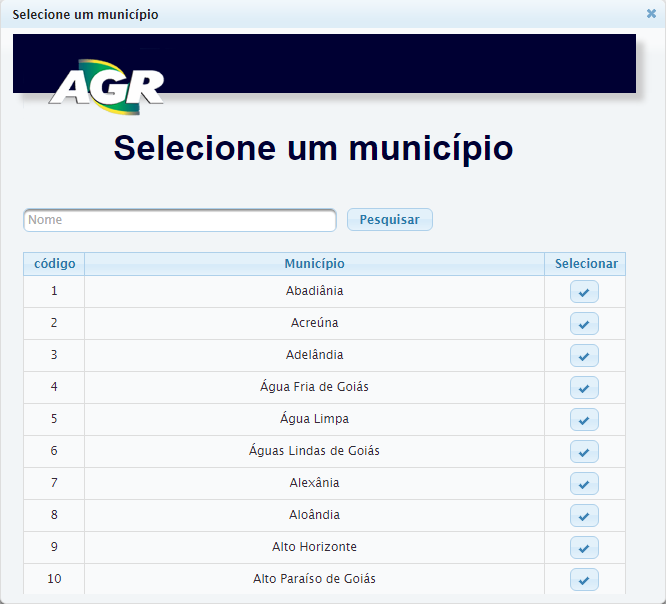 Selecione um município
AGR
Selecione um município
Nome Pesquisar
código Município Selecionar
1 Abadiânia
2 Acreúna
3 Adelândia
4 Água Fria de Goiás
5 Água Limpa
6 Águas Lindas de Goiás
7 Alexânia
8 Aloândia
9 Alto Horizonte
10 Alto Paraíso de Goiás